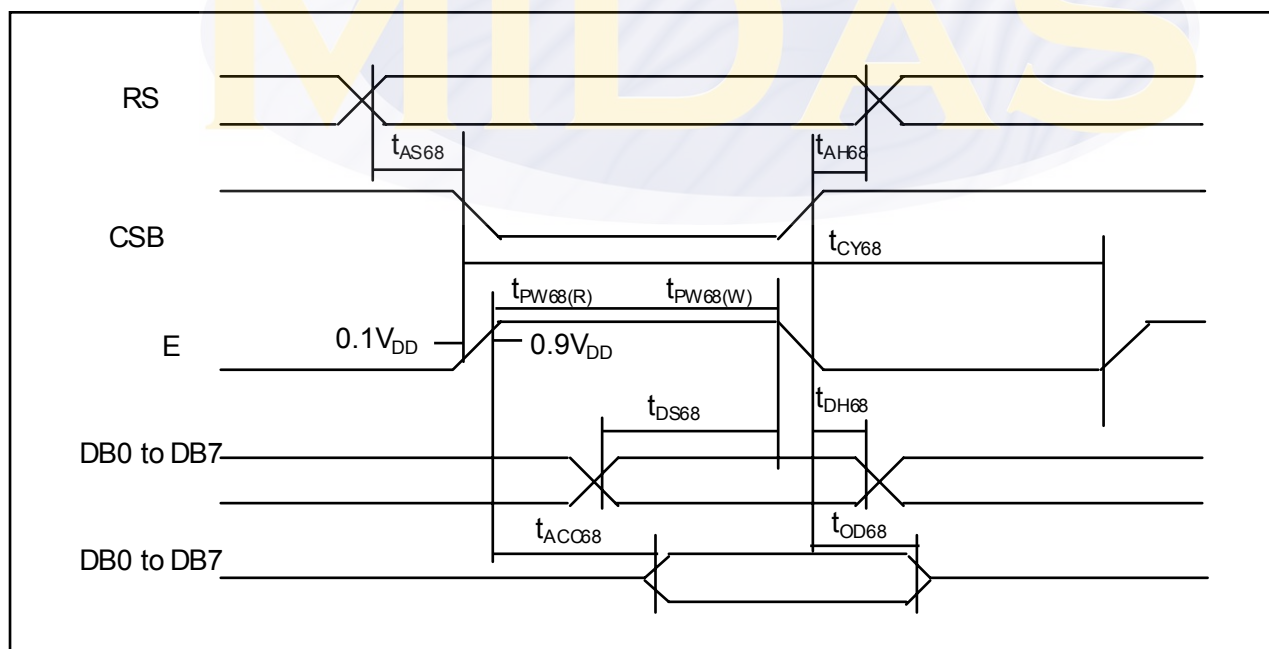 MIDAS
RS
tAS68
tAH68
CSB
tCY68
tPW68(R) tPW68(W)
E
0.1VDD
0.9VDD
tDS68
tDH68
DB0 to DB7
tACC68
tOD68
DB0 to DB7